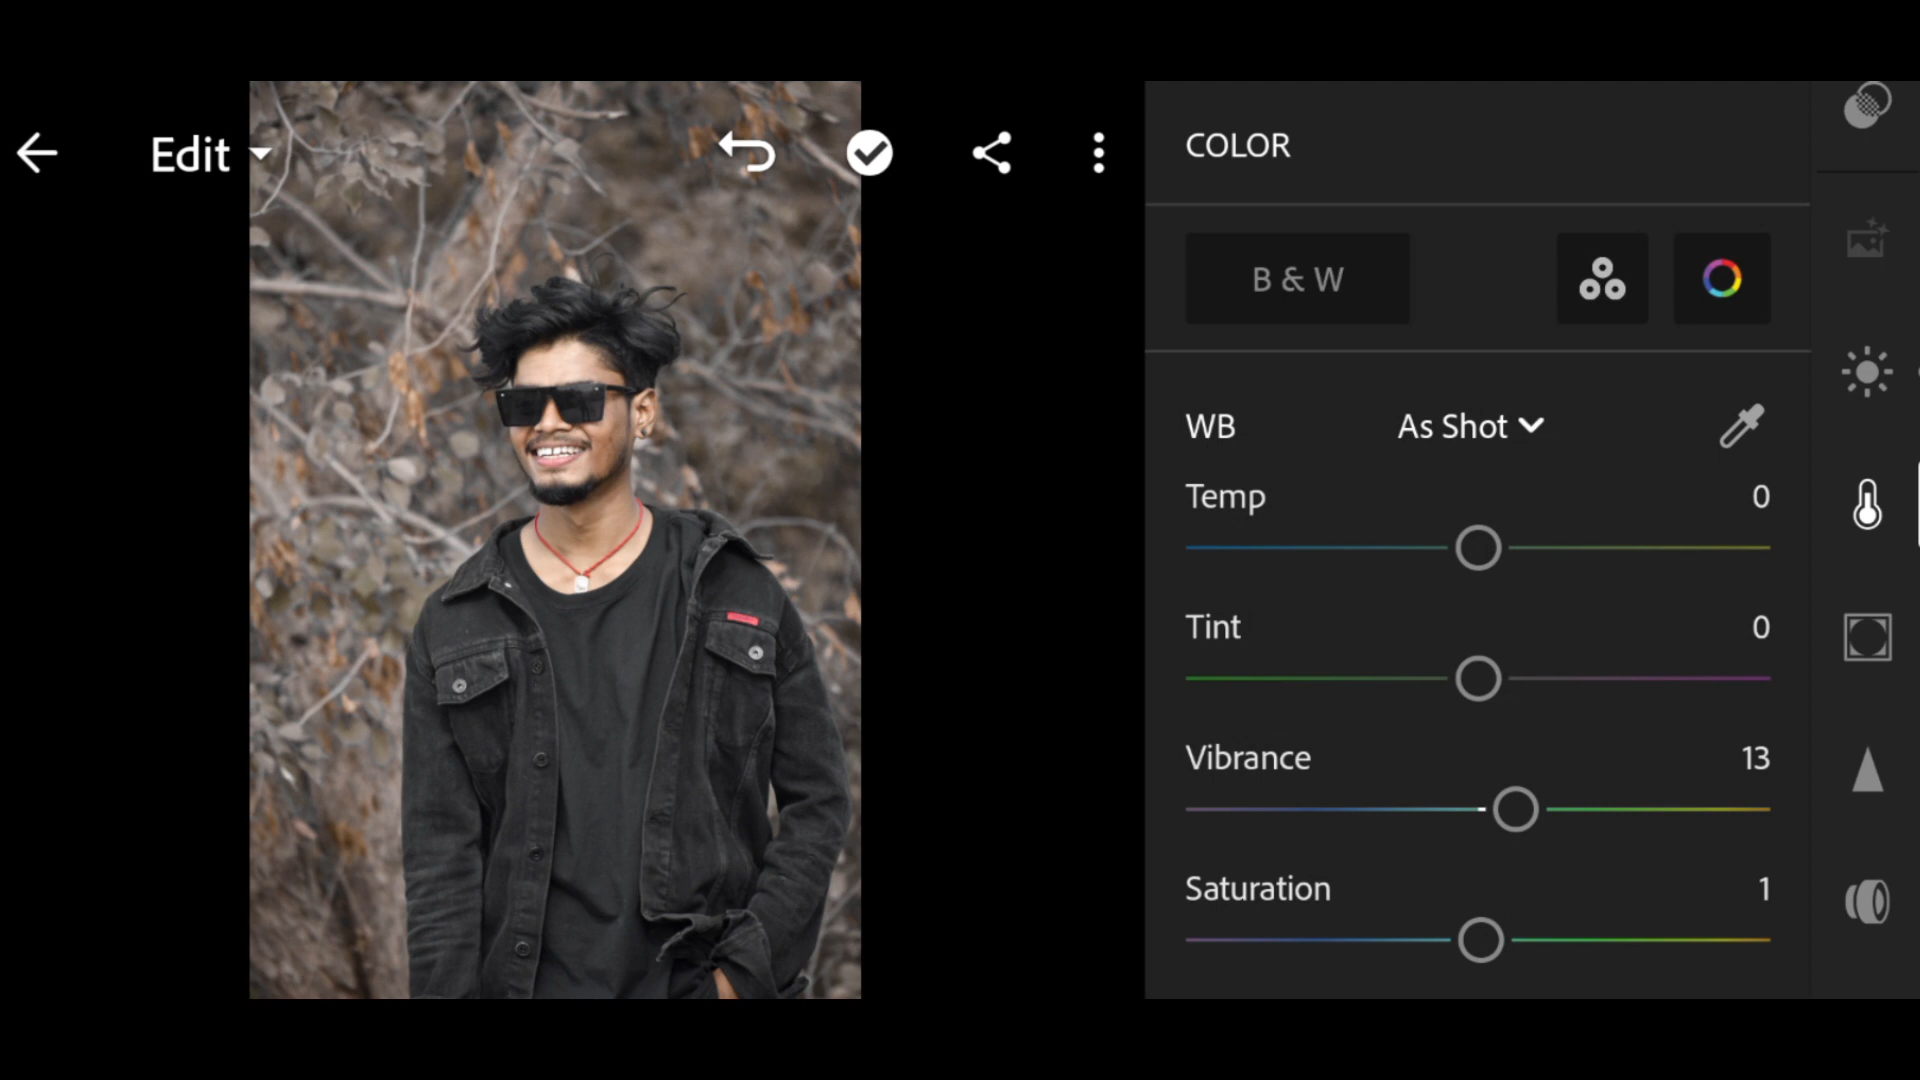 Edit
COLOR
B & W
WB As Shot
Temp 0
Tint 0
Vibrance 13
Saturation 1